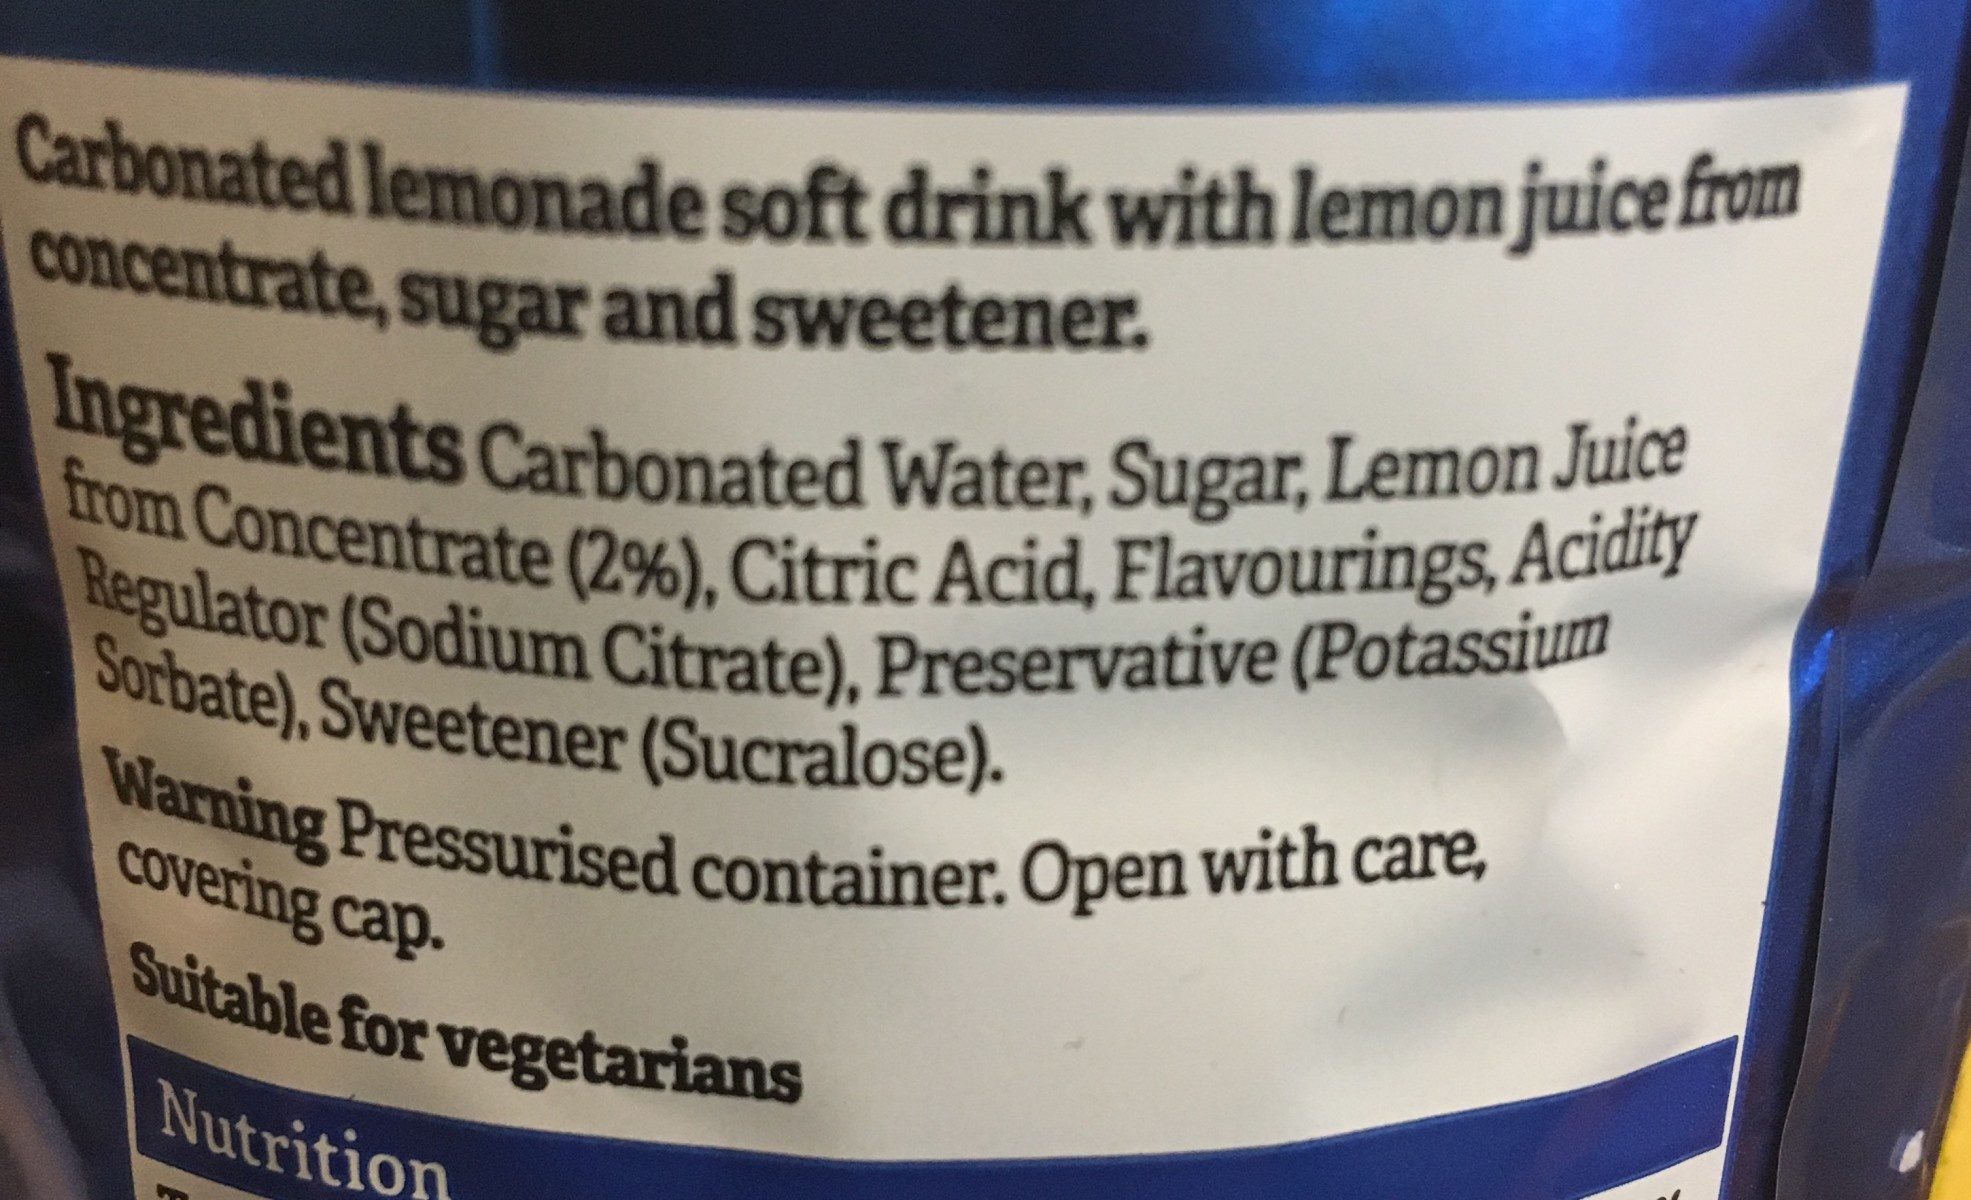 Carbonated lemonade soft drink with lemon juice from
concentrate, sugar and sweetener.
Ingredients Carbonated Water, Sugar, Lemon Juice
from Concentrate (2%), Citric Acid, Flavourings, Acidity
Regulator (Sodium Citrate), Preservative (Potassium
Sorbate), Sweetener (Sucralose).
Warning Pressurised container. Open with care,
covering cap.
Suitable for vegetarians
Nutrition